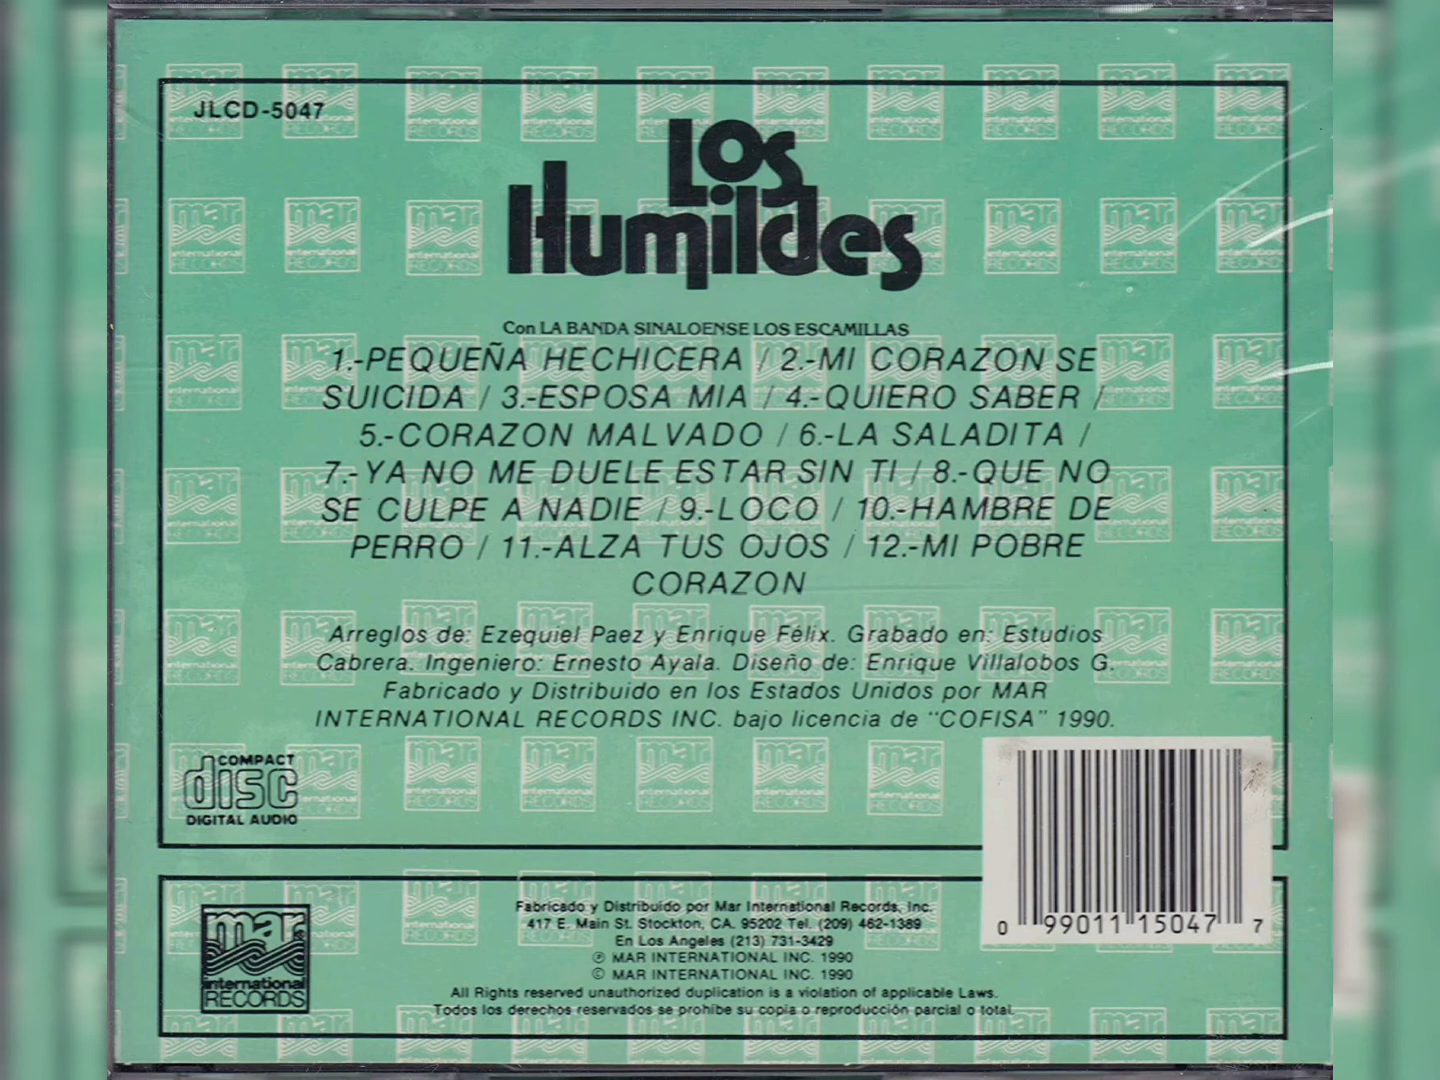 JLCD-5047
Los
Humildes
Con LA BANDA SINALOENSE LOS ESCAMILLAS
1.-PEQUEÑA HECHICERA / 2.-MI CORAZON SE
SUICIDA / 3.-ESPOSA MIA / 4.-QUIERO SABER /
5.-CORAZON MALVADO / 6.-LA SALADITA /
7.-YA NO ME DUELE ESTAR SIN TI / 8.-QUE NO
SE CULPE A NADIE / 9.-LOCO / 10.-HAMBRE DE
PERRO / 11.-ALZA TUS OJOS / 12.-MI POBRE
CORAZON
Arreglos de: Ezequiel Paez y Enrique Félix. Grabado en: Estudios
Cabrera. Ingeniero: Ernesto Ayala. Diseño de: Enrique Villalobos G.
Fabricado y Distribuido en los Estados Unidos por MAR
INTERNATIONAL RECORDS INC. bajo licencia de "COFISA" 1990.
COMPACT
disc
DIGITAL AUDIO
0 99011 15047 7
mar
international
RECORDS
Fabricado y Distribuido por Mar International Records, Inc.
417 E. Main St. Stockton, CA. 95202 Tel. (209) 462-1389
En Los Angeles (213) 731-3429
℗ MAR INTERNATIONAL INC. 1990
© MAR INTERNATIONAL INC. 1990
All Rights reserved unauthorized duplication is a violation of applicable Laws.
Todos los derechos reservados se prohibe su copia o reproducción parcial o total.